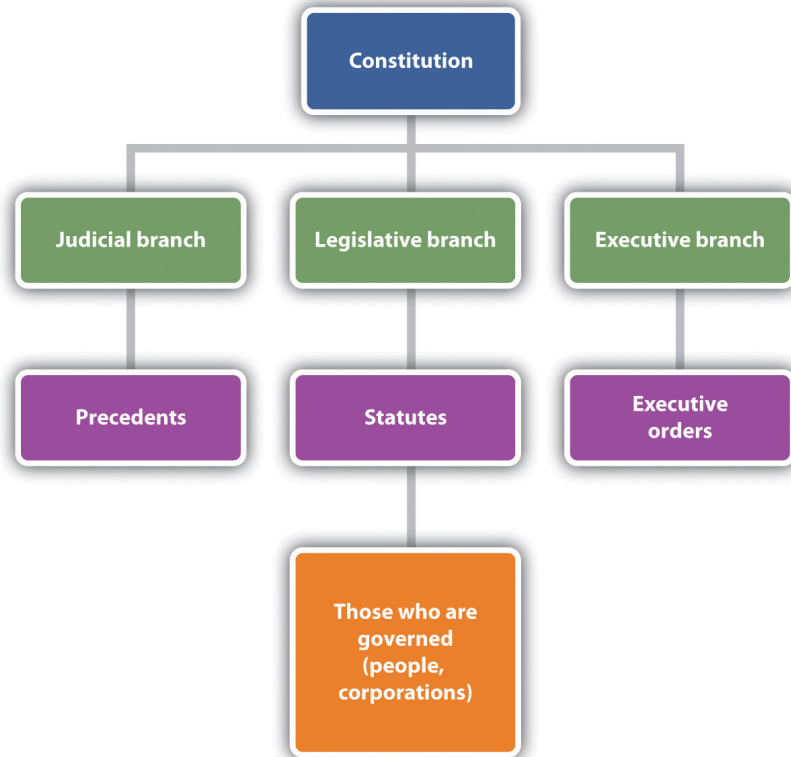 Constitution
Judicial branch
Legislative branch
Executive branch
Precedents
Statutes
Executive
orders
Those who are
governed
(people,
corporations)